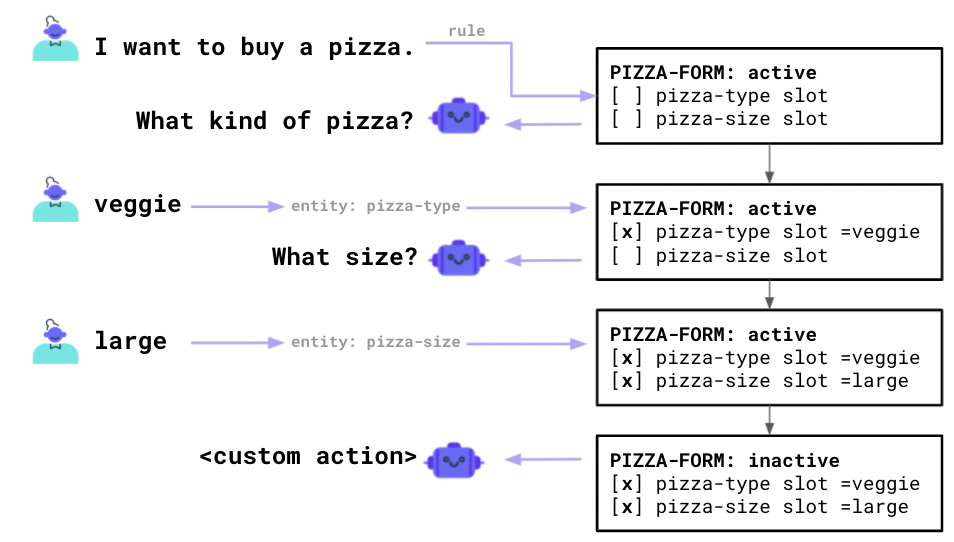 rule
I want to buy a pizza.
PIZZA-FORM: active
[ ] pizza-type slot
[ ] pizza-size slot
What kind of pizza?
veggie
entity: pizza-type
PIZZA-FORM: active
[x] pizza-type slot =veggie
[ ] pizza-size slot
What size?
large
entity: pizza-size
PIZZA-FORM: active
[x] pizza-type slot =veggie
[x] pizza-size slot =large
<custom action>
PIZZA-FORM: inactive
[x] pizza-type slot =veggie
[x] pizza-size slot =large